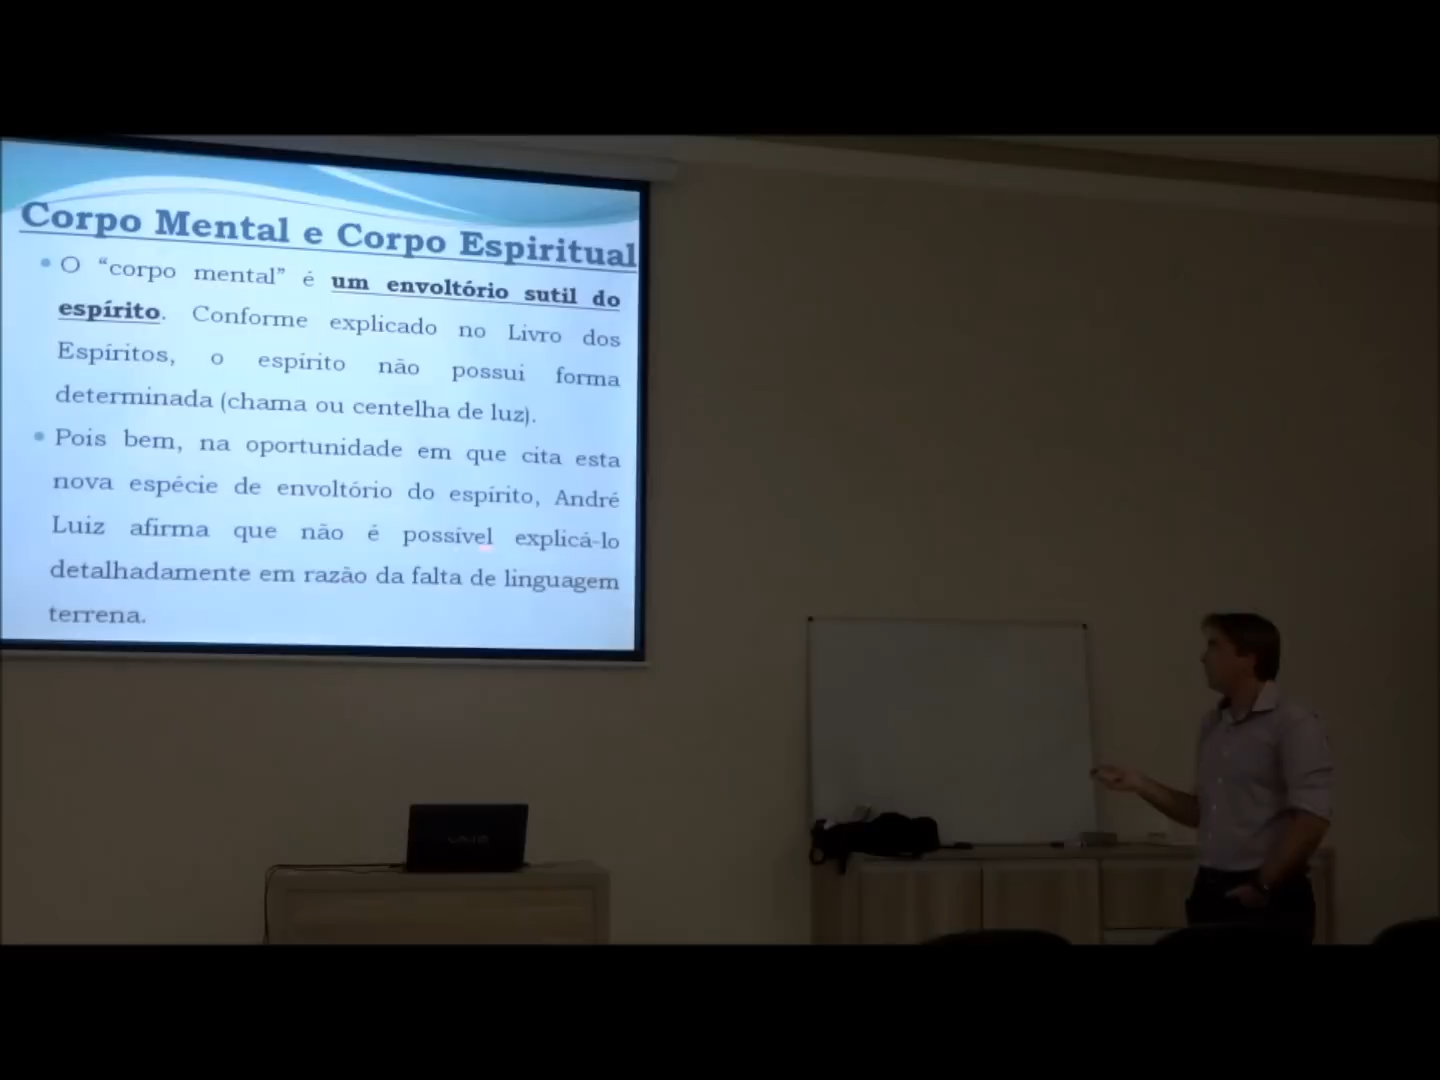 Corpo Mental e Corpo Espiritual
O “corpo mental” é um envoltório sutil do
espírito. Conforme explicado no Livro dos
Espíritos, o espírito não possui forma
determinada (chama ou centelha de luz).
Pois bem, na oportunidade em que cita esta
nova espécie de envoltório do espírito, André
Luiz afirma que não é possível explicá-lo
detalhadamente em razão da falta de linguagem
terrena.
VAIO